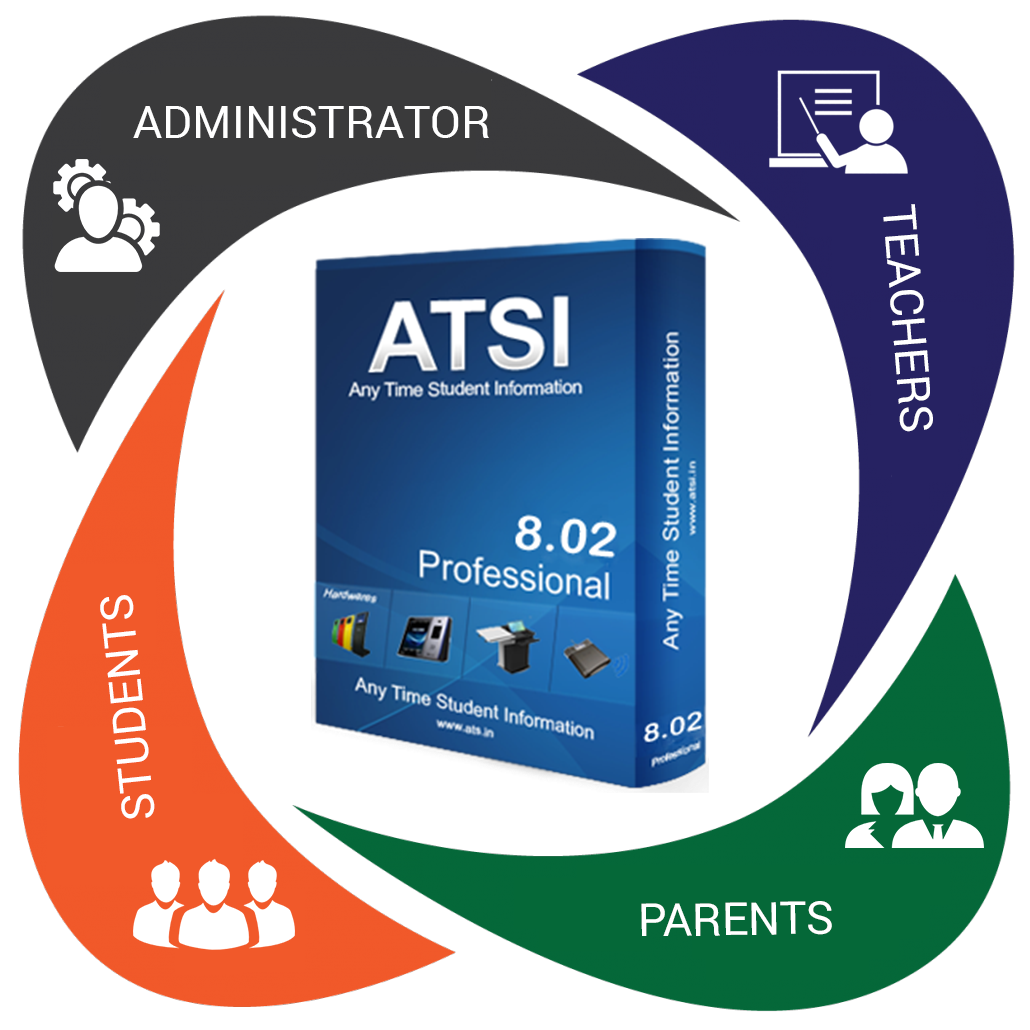 ADMINISTRATOR
TEACHERS
ATSI
Any Time Student Information
8.02
Professional
Hardwares
Any Time Student Information
www.ats.in
Any Time Student Information
www.atsi.in
8.02
Professional
STUDENTS
PARENTS